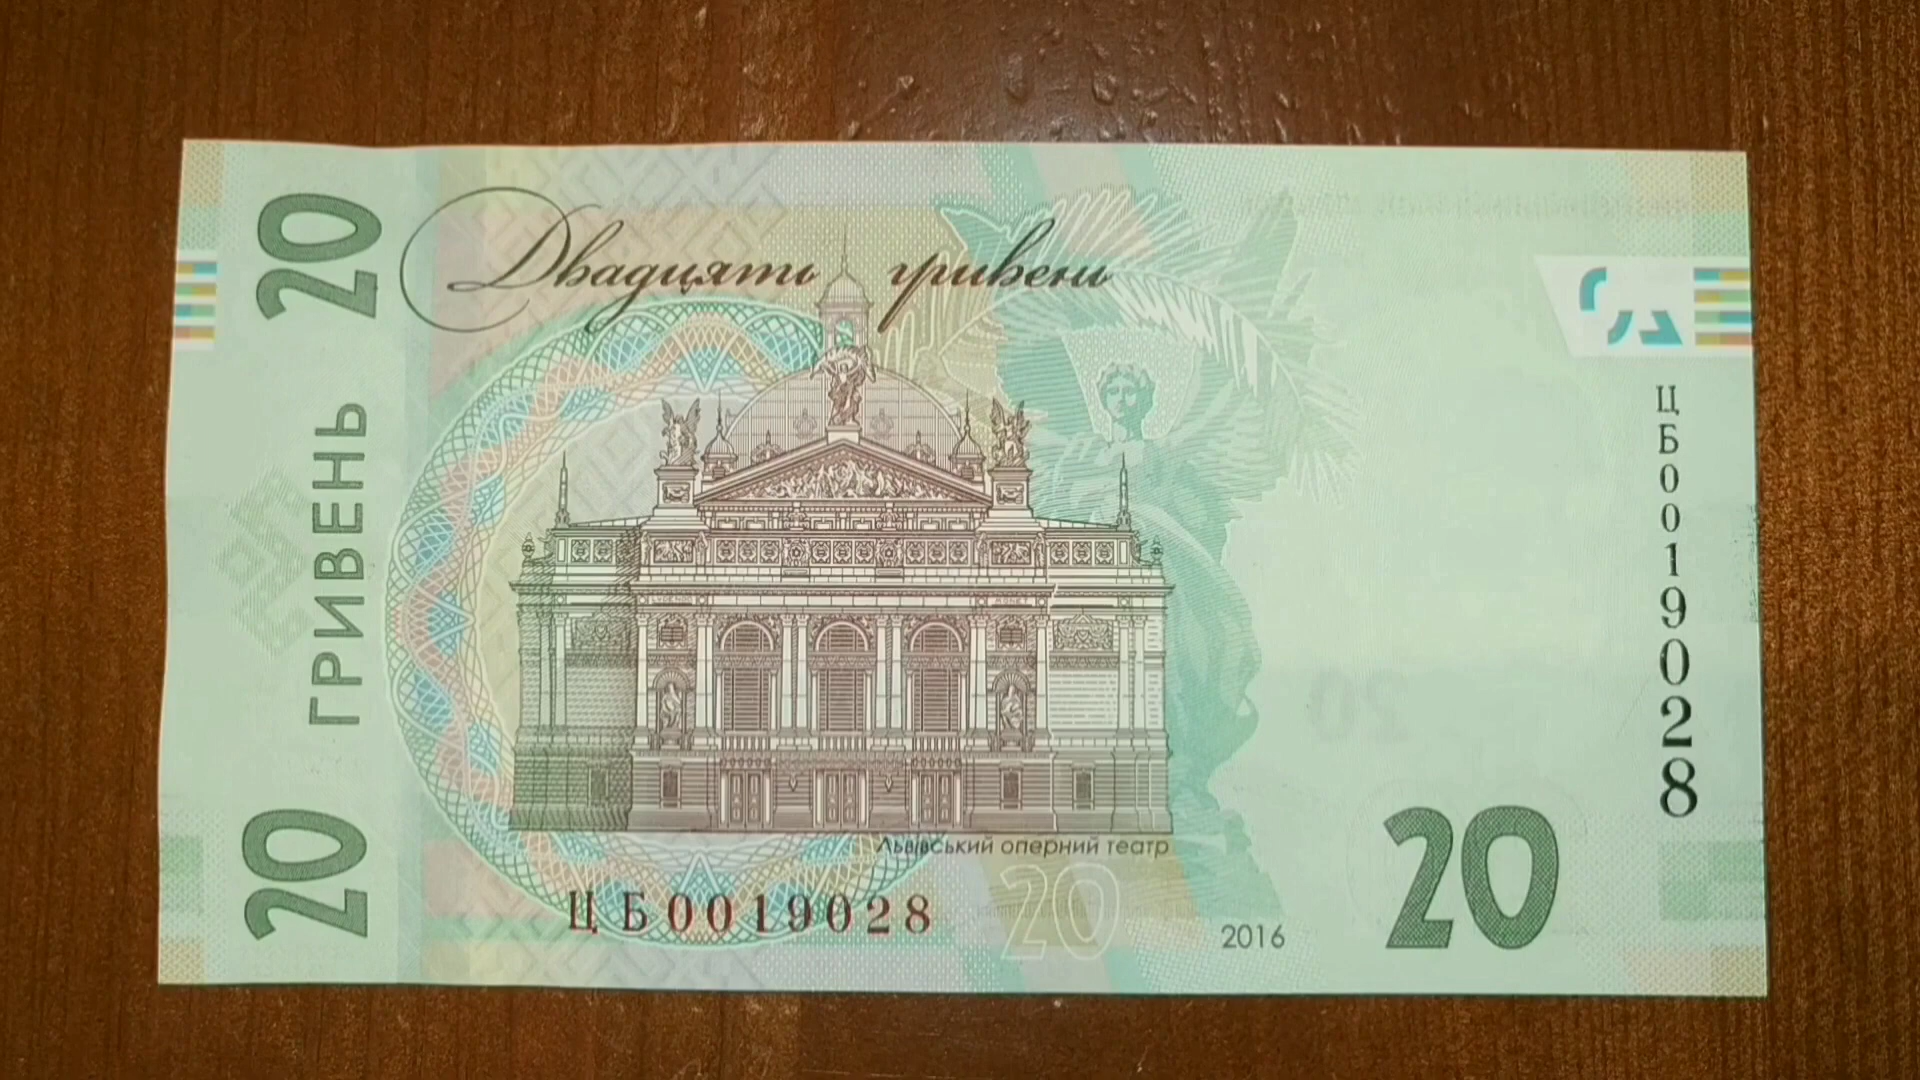 20
Двадцять гривень
ГРИВЕНЬ
20
ЦБ0019028
Львівський оперний театр
ЦБ0019028
20
2016
20